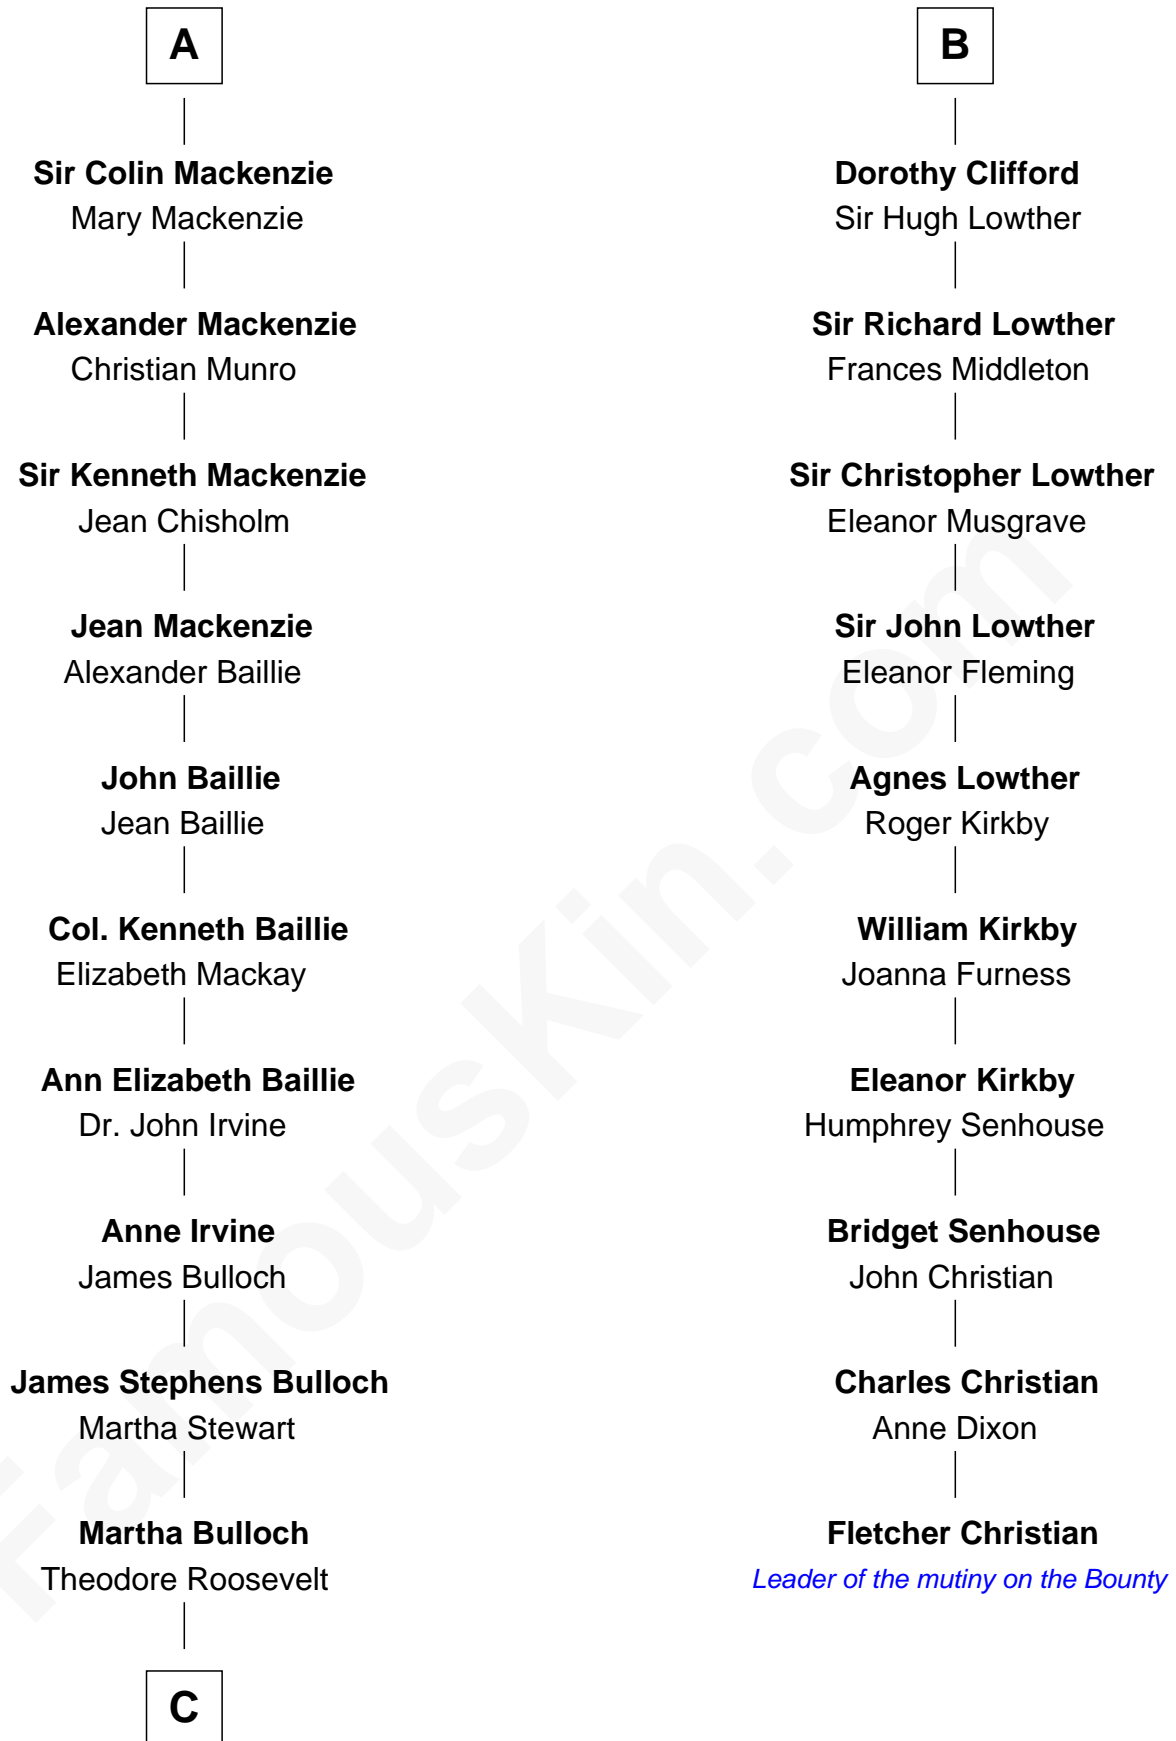 A
Sir Colin Mackenzie
Mary Mackenzie
Alexander Mackenzie
Christian Munro
Sir Kenneth Mackenzie
Jean Chisholm
Jean Mackenzie
Alexander Baillie
John Baillie
Jean Baillie
Col. Kenneth Baillie
Elizabeth Mackay
Ann Elizabeth Baillie
Dr. John Irvine
Anne Irvine
James Bulloch
James Stephens Bulloch
Martha Stewart
Martha Bulloch
Theodore Roosevelt
C
B
Dorothy Clifford
Sir Hugh Lowther
Sir Richard Lowther
Frances Middleton
Sir Christopher Lowther
Eleanor Musgrave
Sir John Lowther
Eleanor Fleming
Agnes Lowther
Roger Kirkby
William Kirkby
Joanna Furness
Eleanor Kirkby
Humphrey Senhouse
Bridget Senhouse
John Christian
Charles Christian
Anne Dixon
Fletcher Christian
Leader of the mutiny on the Bounty
FamousKin.com